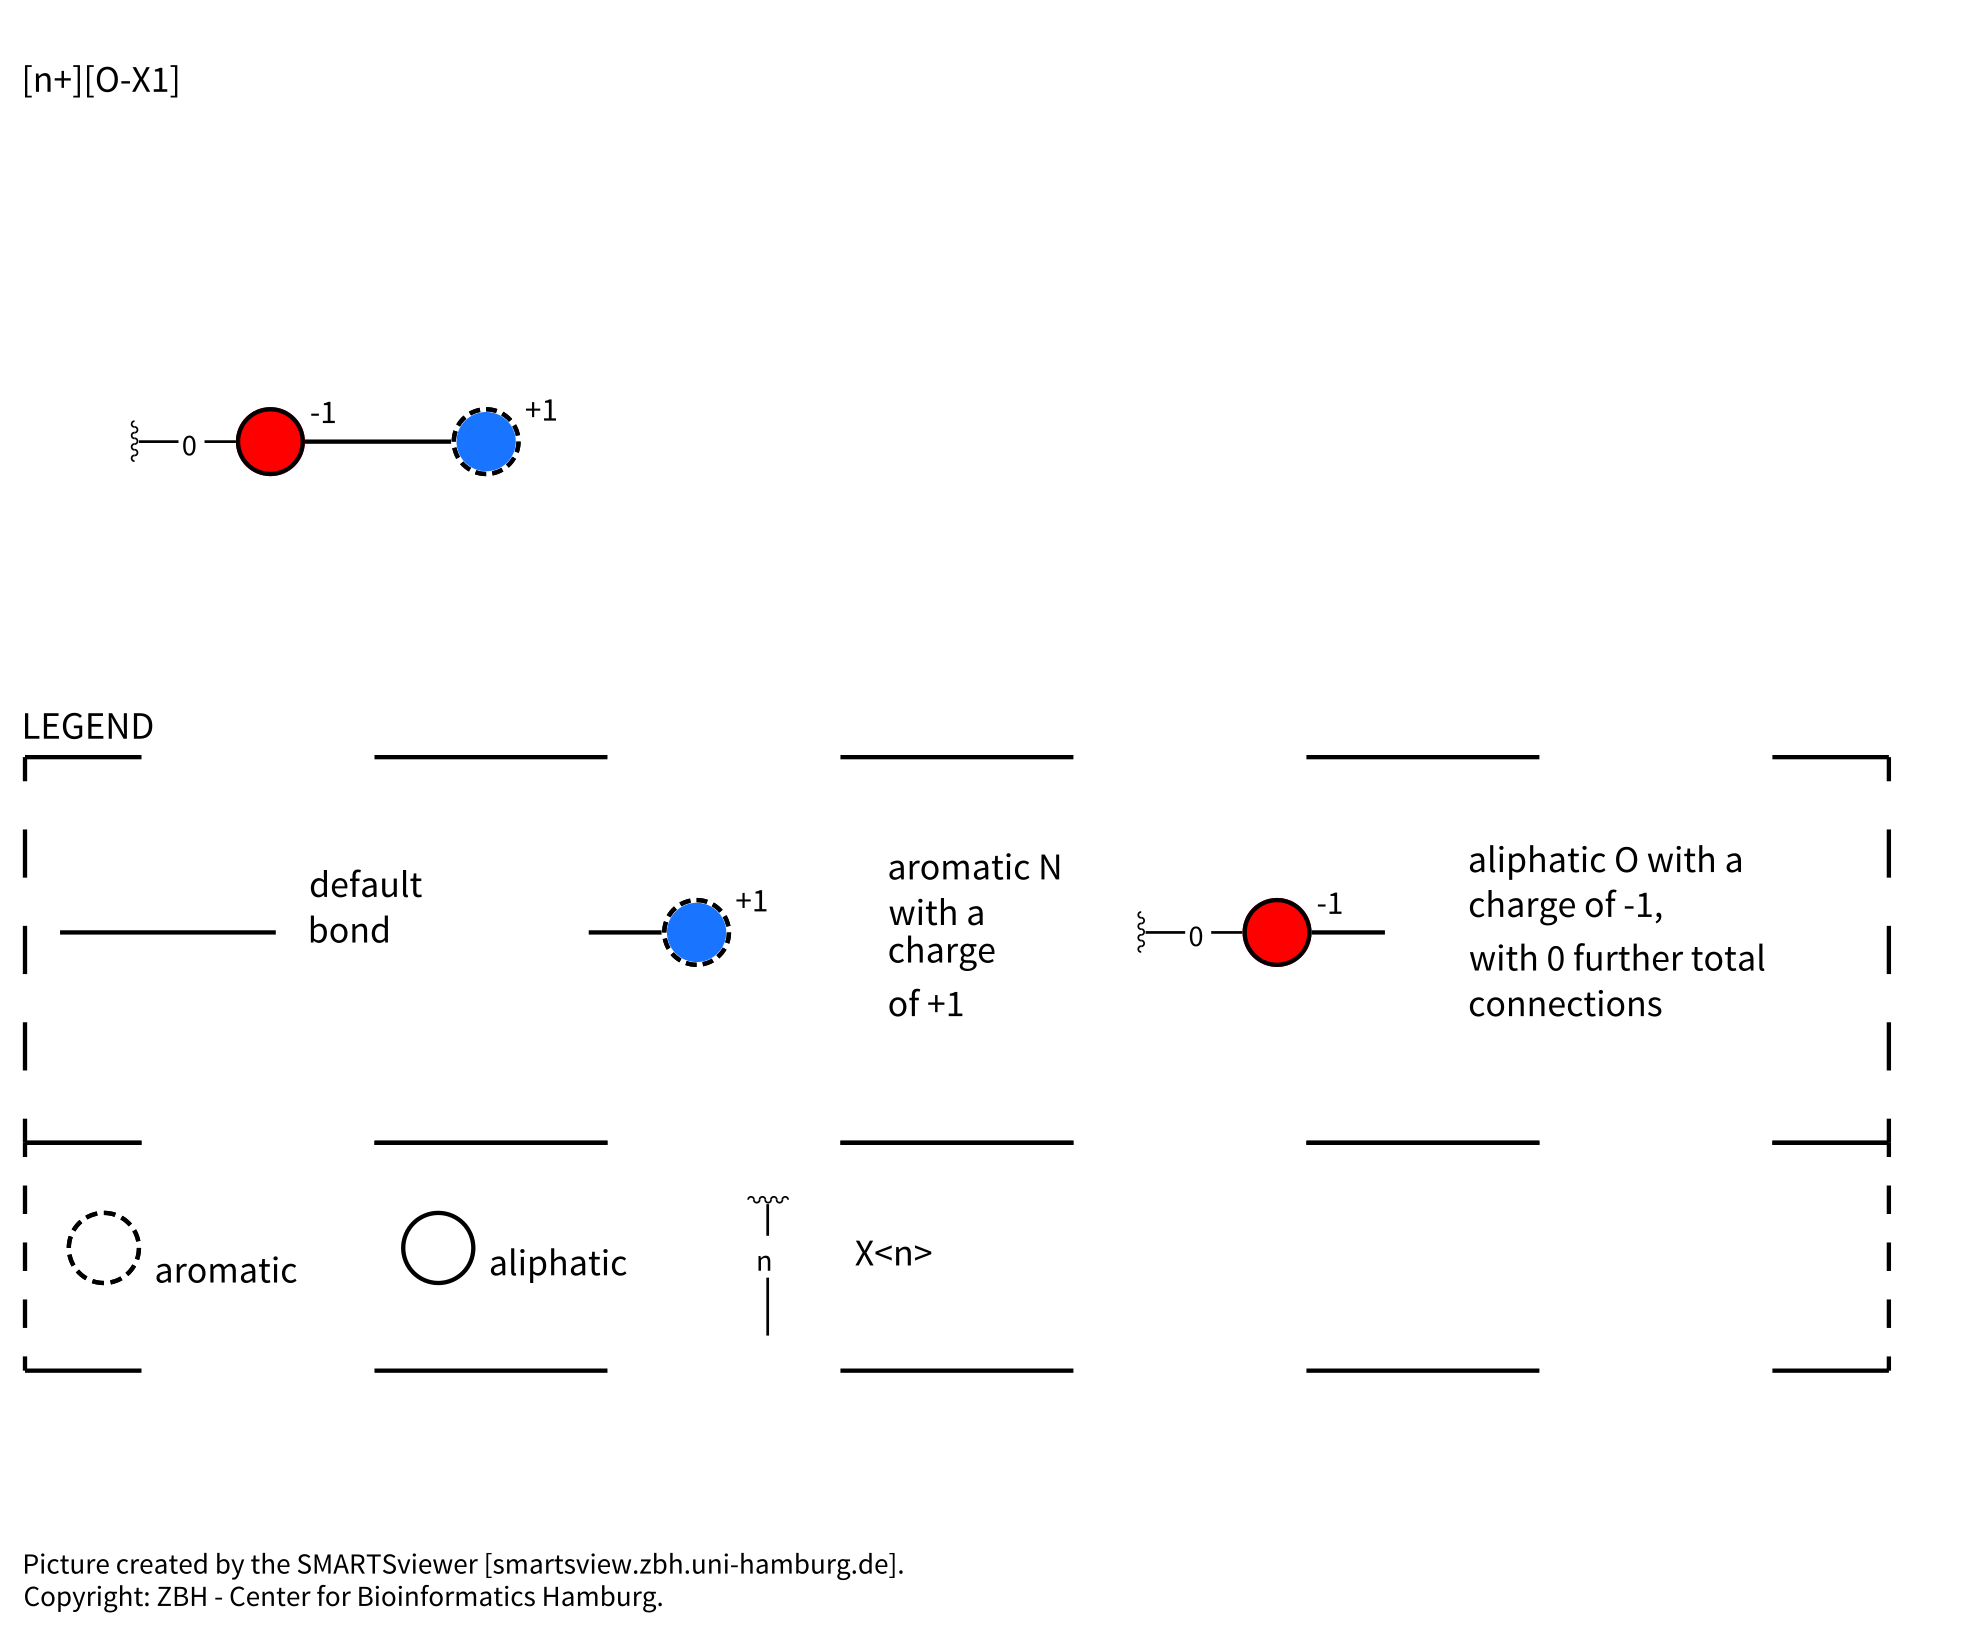 [n+][O-X1]
0
-1
+1
LEGEND
default
bond
+1
aromatic N
with a
charge
of +1
0
-1
aliphatic O with a
charge of -1,
with 0 further total
connections
aromatic
aliphatic
n
X<n>
Picture created by the SMARTSviewer [smartsview.zbh.uni-hamburg.de].
Copyright: ZBH - Center for Bioinformatics Hamburg.